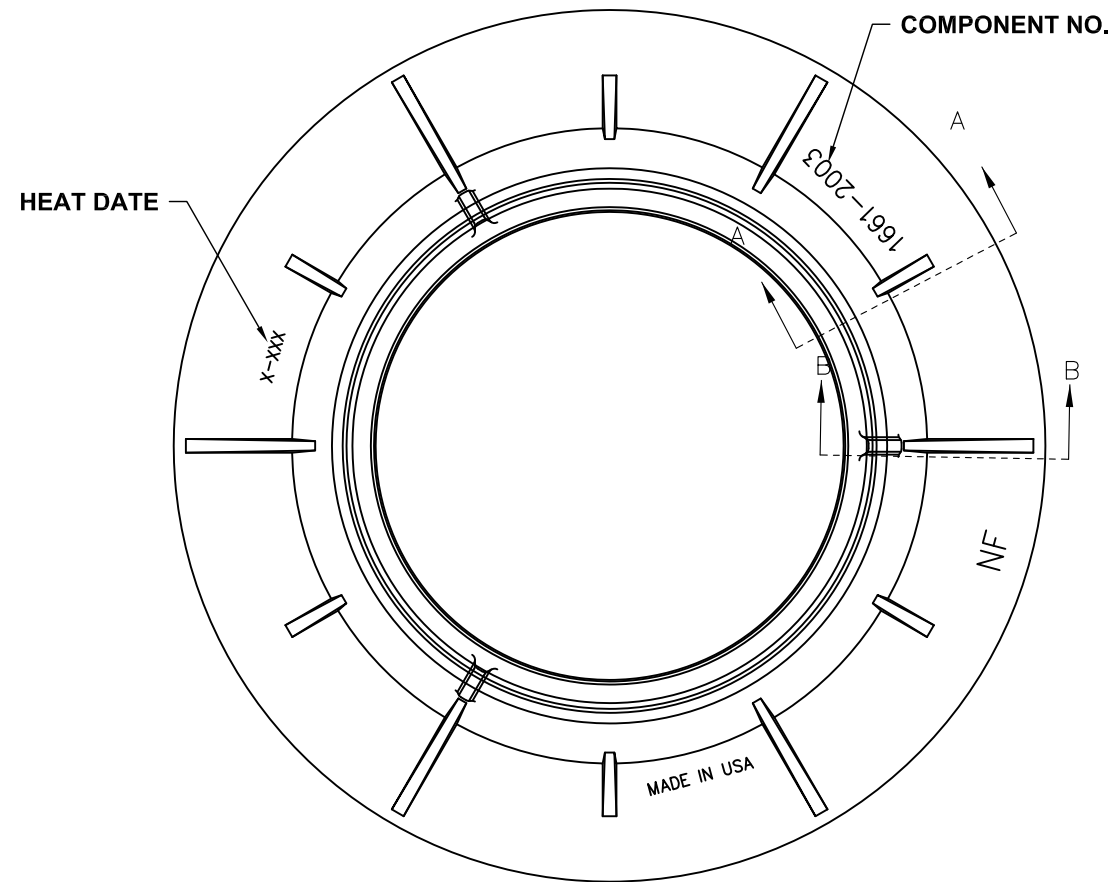 COMPONENT NO.
A
HEAT DATE
1661-2003
A
x-xxx
B
B
NF
MADE IN USA